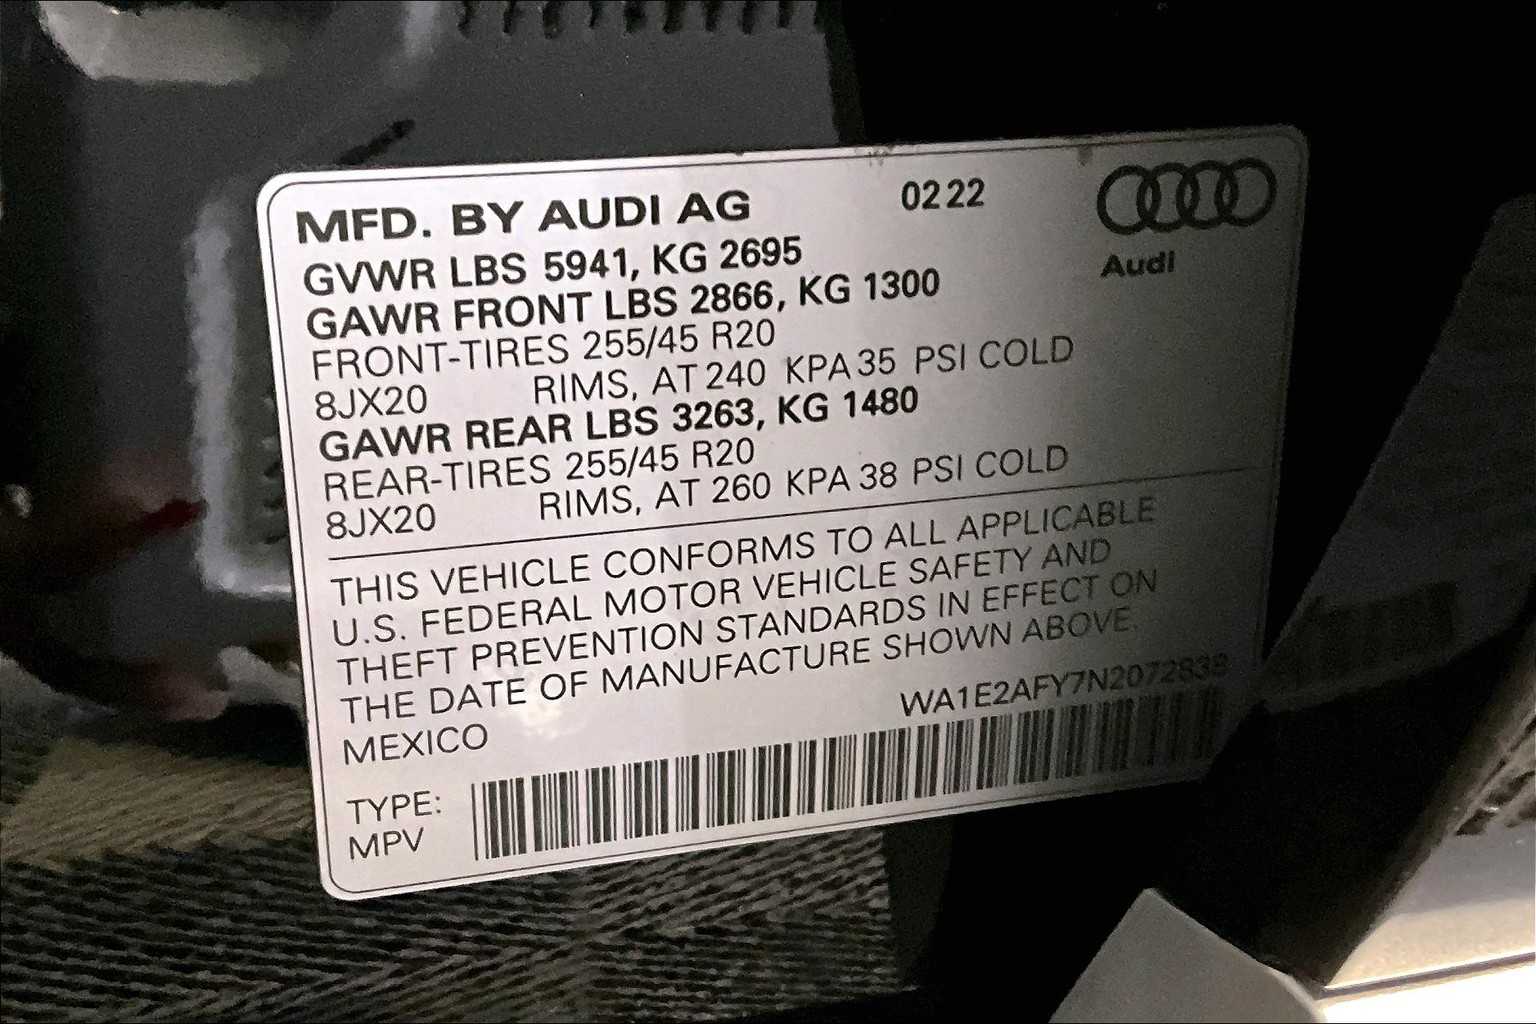 MFD. BY AUDI AG 02 22
Audi
GVWR LBS 5941, KG 2695
GAWR FRONT LBS 2866, KG 1300
FRONT-TIRES 255/45 R20
8JX20 RIMS, AT 240 KPA 35 PSI COLD
GAWR REAR LBS 3263, KG 1480
REAR-TIRES 255/45 R20
8JX20 RIMS, AT 260 KPA 38 PSI COLD
THIS VEHICLE CONFORMS TO ALL APPLICABLE
U.S. FEDERAL MOTOR VEHICLE SAFETY AND
THEFT PREVENTION STANDARDS IN EFFECT ON
THE DATE OF MANUFACTURE SHOWN ABOVE.
MEXICO
TYPE:
MPV